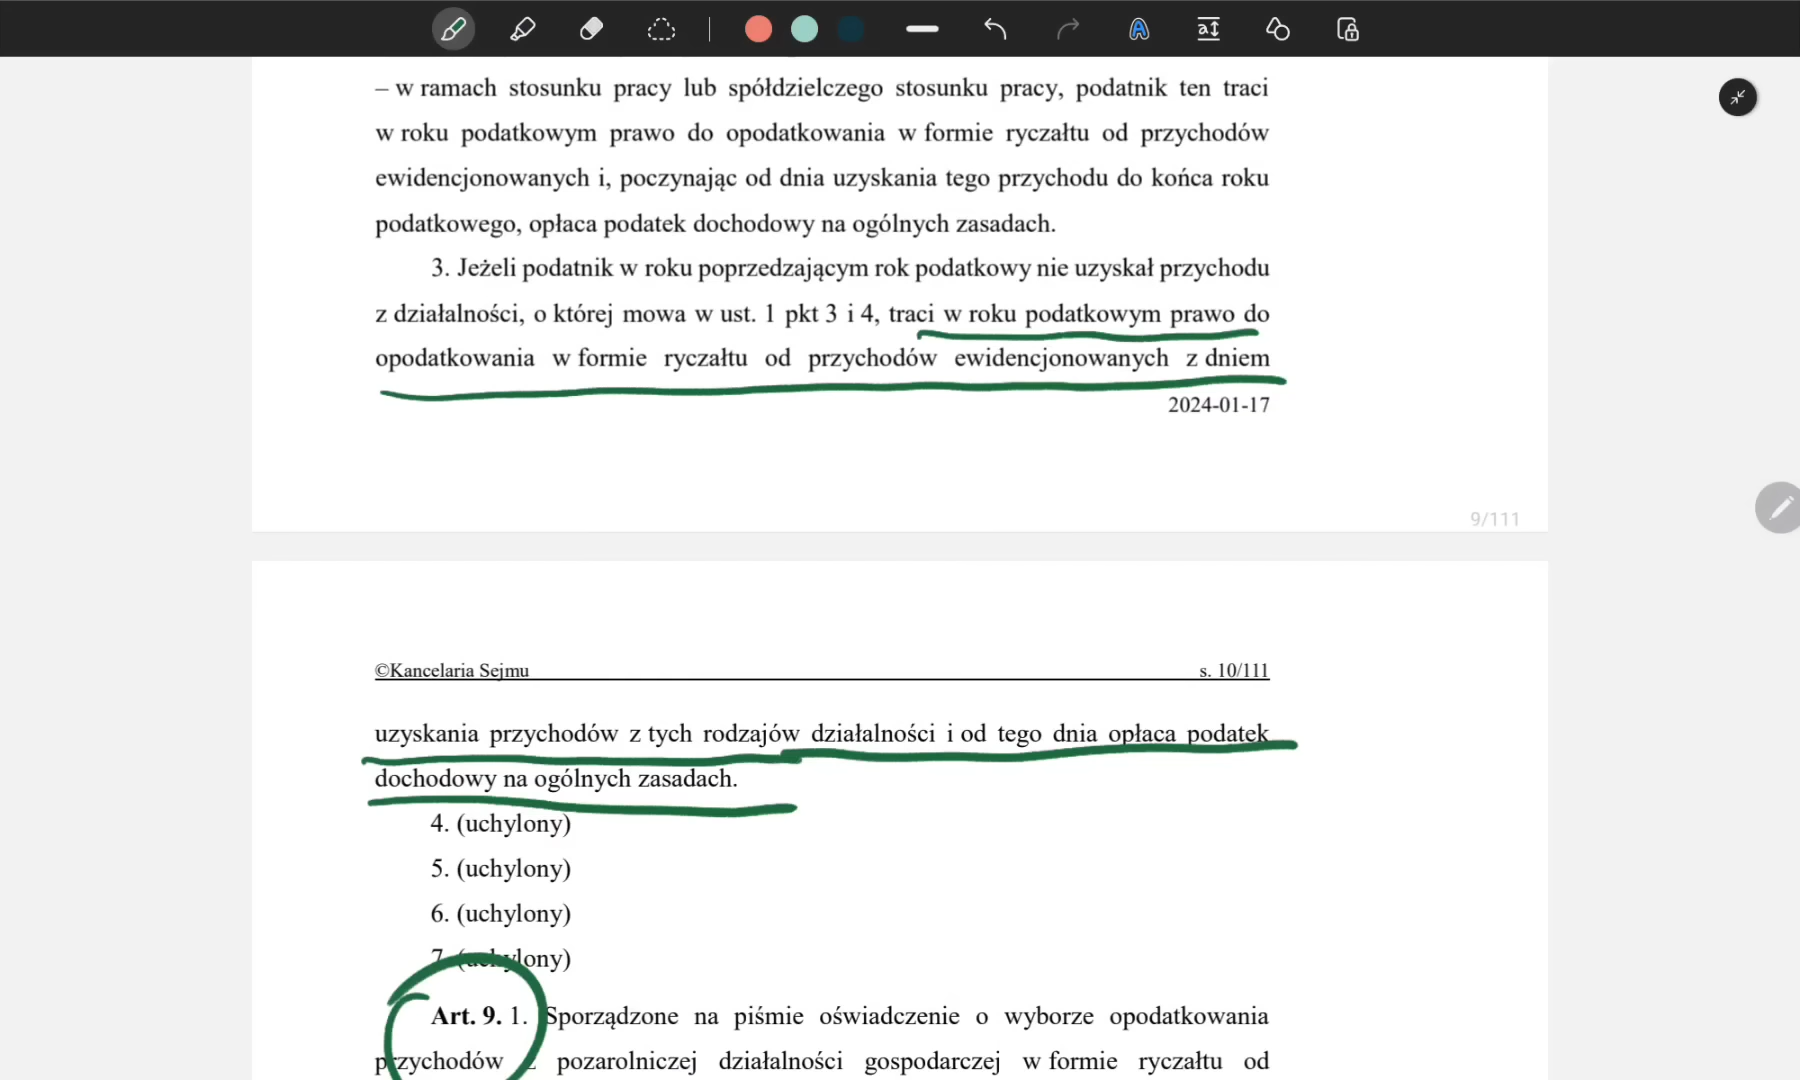 – w ramach stosunku pracy lub spółdzielczego stosunku pracy, podatnik ten traci
w roku podatkowym prawo do opodatkowania w formie ryczałtu od przychodów
ewidencjonowanych i, poczynając od dnia uzyskania tego przychodu do końca roku
podatkowego, opłaca podatek dochodowy na ogólnych zasadach.
3. Jeżeli podatnik w roku poprzedzającym rok podatkowy nie uzyskał przychodu
z działalności, o której mowa w ust. 1 pkt 3 i 4, traci w roku podatkowym prawo do
opodatkowania w formie ryczałtu od przychodów ewidencjonowanych z dniem
2024-01-17
9/111
©Kancelaria Sejmu s. 10/111
uzyskania przychodów z tych rodzajów działalności i od tego dnia opłaca podatek
dochodowy na ogólnych zasadach.
4. (uchylony)
5. (uchylony)
6. (uchylony)
7. (uchylony)
Art. 9. 1. Sporządzone na piśmie oświadczenie o wyborze opodatkowania
przychodów z pozarolniczej działalności gospodarczej w formie ryczałtu od